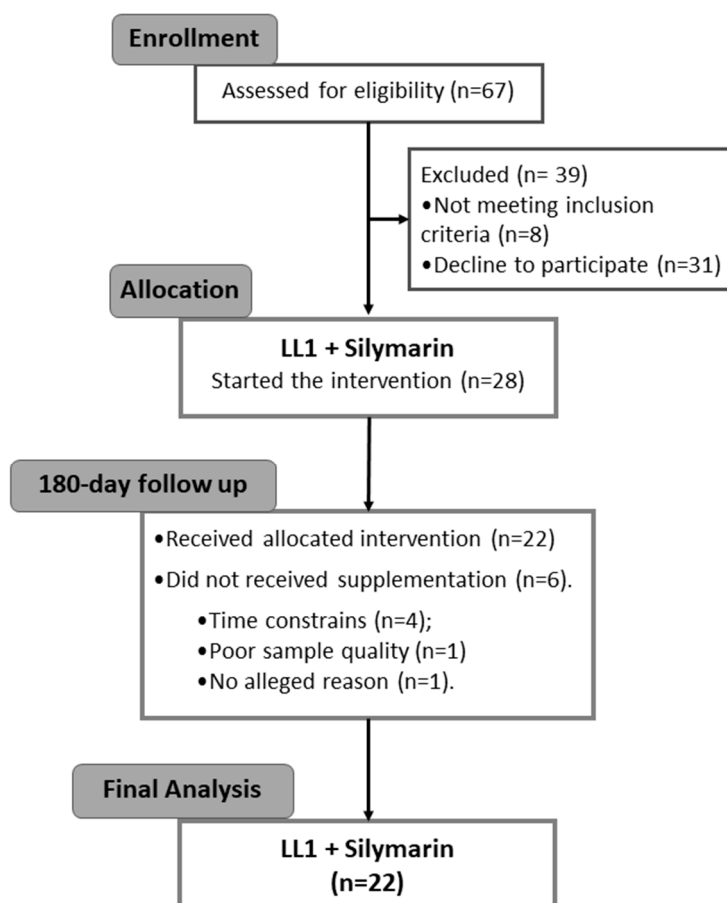 Enrollment
Assessed for eligibility (n=67)
Excluded (n= 39)
•Not meeting inclusion
criteria (n=8)
•Decline to participate (n=31)
Allocation
LL1 + Silymarin
Started the intervention (n=28)
180-day follow up
•Received allocated intervention (n=22)
•Did not received supplementation (n=6).
•Time constrains (n=4);
•Poor sample quality (n=1)
•No alleged reason (n=1).
Final Analysis
LL1 + Silymarin
(n=22)